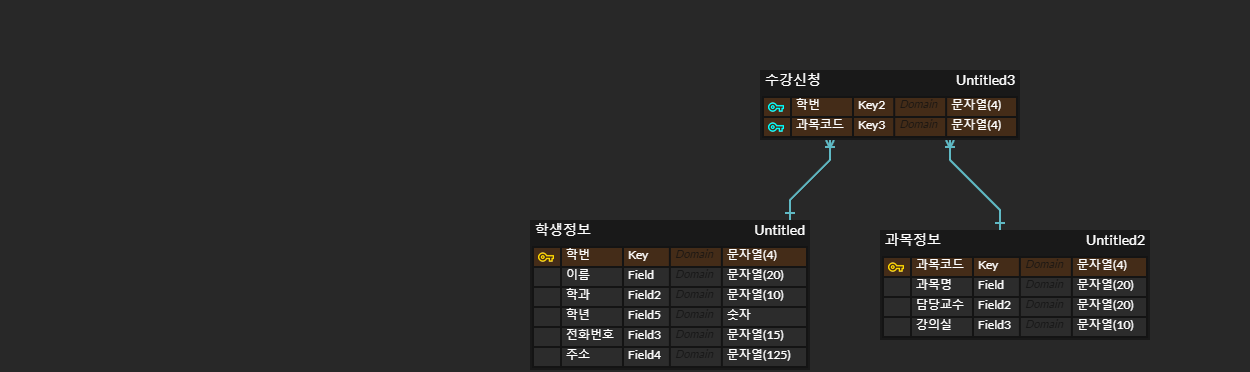 수강신청 Untitled3
학번 Key2 Domain 문자열(4)
과목코드 Key3 Domain 문자열(4)
학생정보 Untitled
학번 Key Domain 문자열(4)
이름 Field Domain 문자열(20)
학과 Field2 Domain 문자열(10)
학년 Field5 Domain 숫자
전화번호 Field3 Domain 문자열(15)
주소 Field4 Domain 문자열(125)
과목정보 Untitled2
과목코드 Key Domain 문자열(4)
과목명 Field Domain 문자열(20)
담당교수 Field2 Domain 문자열(20)
강의실 Field3 Domain 문자열(10)